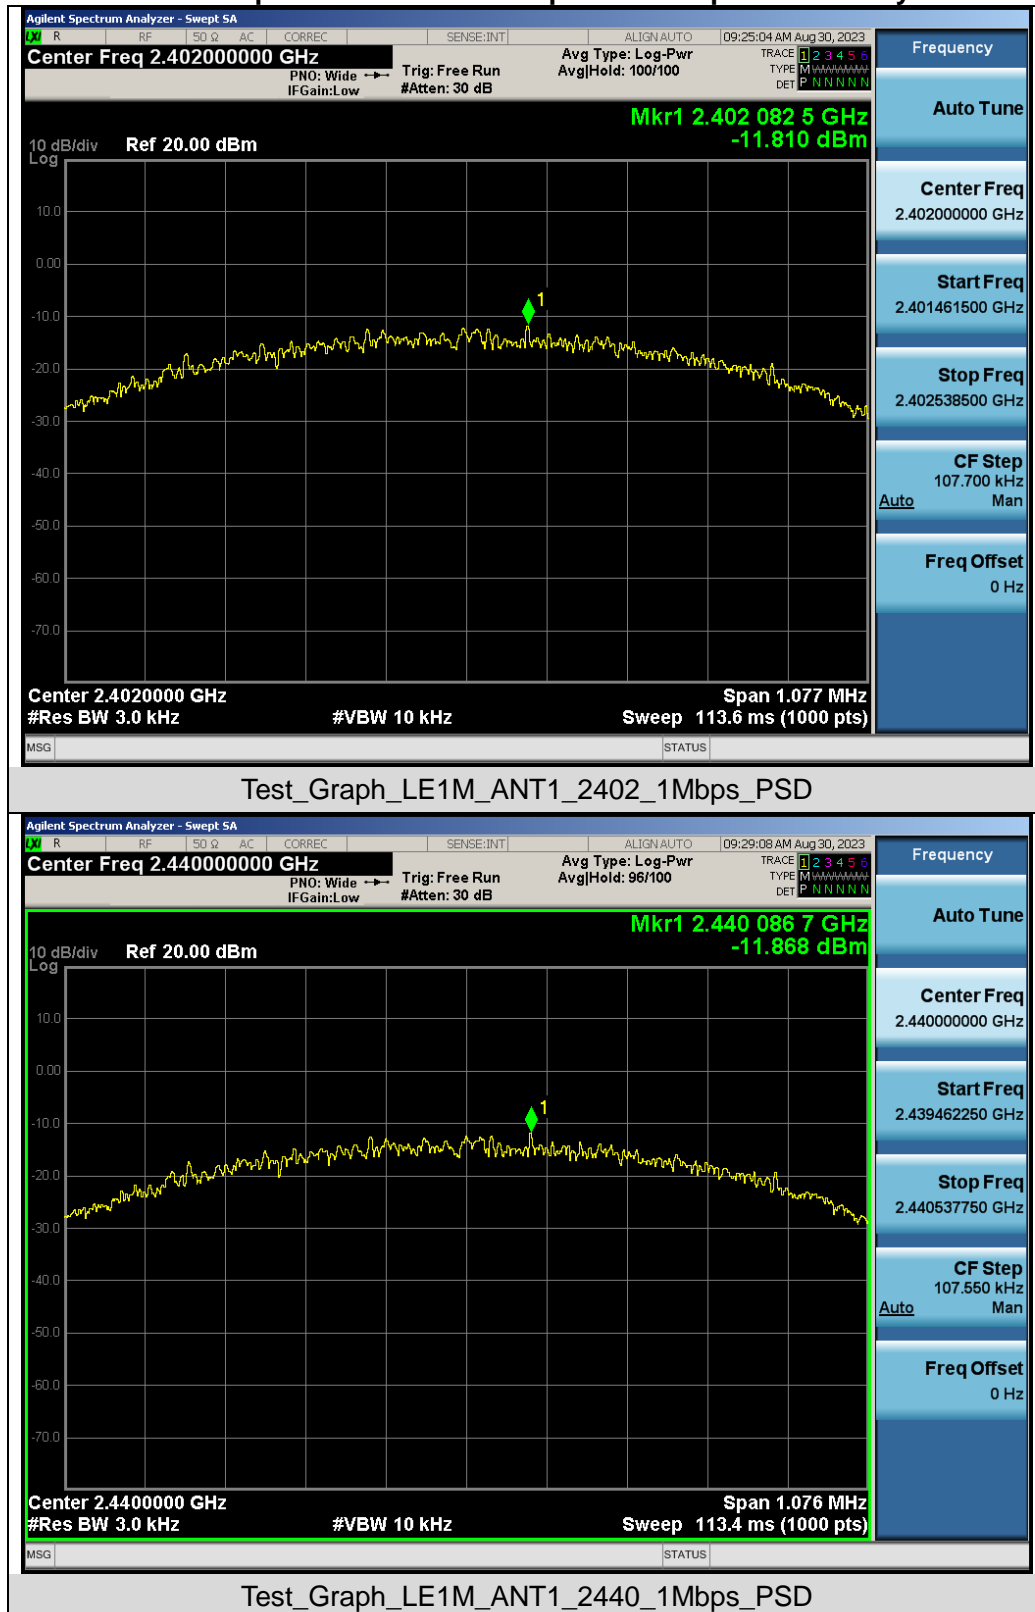 Agilent Spectrum Analyzer - Swept SA
LXI R RF 50 Ω AC CORREC SENSE:INT ALIGN AUTO 09:25:04 AM Aug 30, 2023
Center Freq 2.402000000 GHz
PNO: Wide
IFGain:Low
Trig: Free Run
#Atten: 30 dB
Avg Type: Log-Pwr
Avg|Hold: 100/100
TRACE 1 2 3 4 5 6
TYPE M
DET P N N N N N
Mkr1 2.402 082 5 GHz
-11.810 dBm
10 dB/div Ref 20.00 dBm
Log
10.0
0.00
-10.0
-20.0
-30.0
-40.0
-50.0
-60.0
-70.0
1
Center 2.4020000 GHz Span 1.077 MHz
#Res BW 3.0 kHz #VBW 10 kHz Sweep 113.6 ms (1000 pts)
MSG STATUS
Frequency
Auto Tune
Center Freq
2.402000000 GHz
Start Freq
2.401461500 GHz
Stop Freq
2.402538500 GHz
CF Step
107.700 kHz
Auto Man
Freq Offset
0 Hz
Test_Graph_LE1M_ANT1_2402_1Mbps_PSD
Agilent Spectrum Analyzer - Swept SA
LXI R RF 50 Ω AC CORREC SENSE:INT ALIGN AUTO 09:29:08 AM Aug 30, 2023
Center Freq 2.440000000 GHz
PNO: Wide
IFGain:Low
Trig: Free Run
#Atten: 30 dB
Avg Type: Log-Pwr
Avg|Hold: 96/100
TRACE 1 2 3 4 5 6
TYPE M
DET P N N N N N
Mkr1 2.440 086 7 GHz
-11.868 dBm
10 dB/div Ref 20.00 dBm
Log
10.0
0.00
-10.0
-20.0
-30.0
-40.0
-50.0
-60.0
-70.0
1
Center 2.4400000 GHz Span 1.076 MHz
#Res BW 3.0 kHz #VBW 10 kHz Sweep 113.4 ms (1000 pts)
MSG STATUS
Frequency
Auto Tune
Center Freq
2.440000000 GHz
Start Freq
2.439462250 GHz
Stop Freq
2.440537750 GHz
CF Step
107.550 kHz
Auto Man
Freq Offset
0 Hz
Test_Graph_LE1M_ANT1_2440_1Mbps_PSD